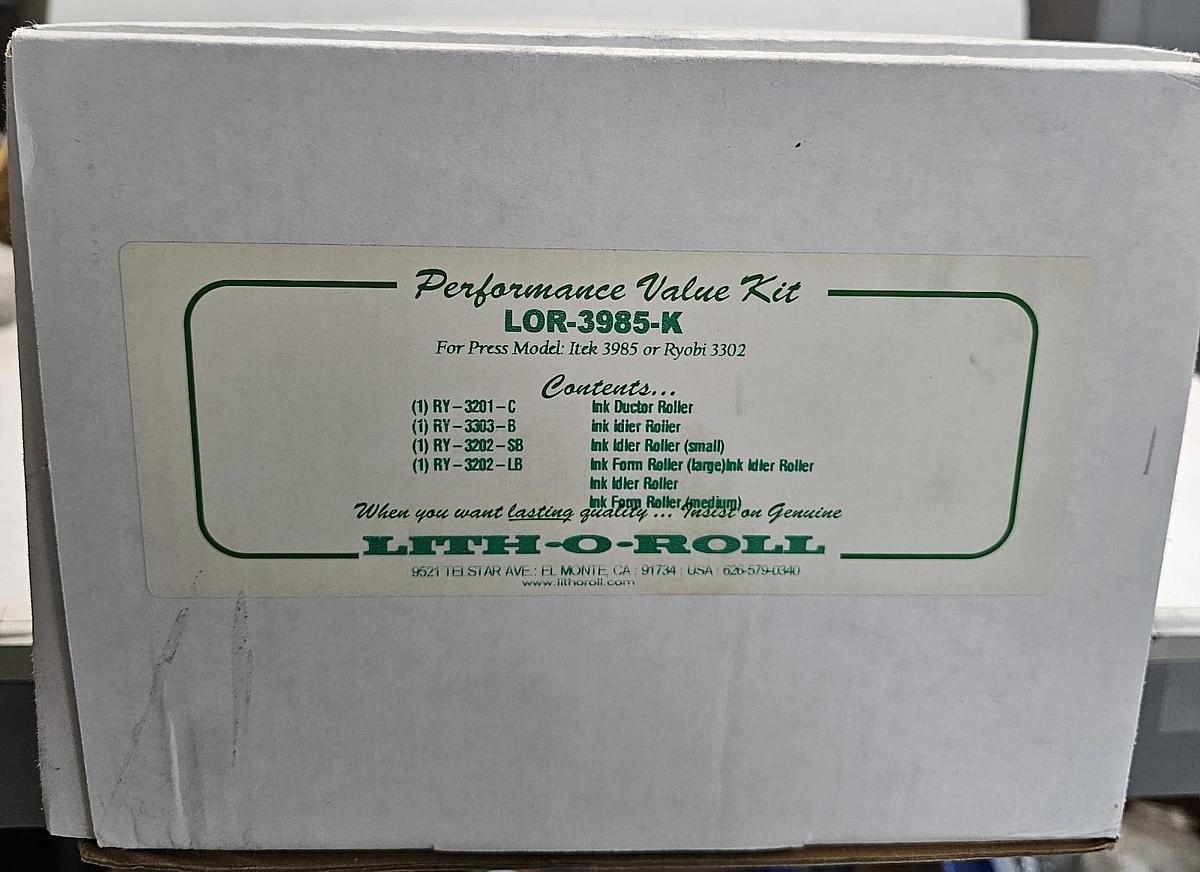 Performance Value Kit
LOR-3985-K
For Press Model: Itek 3985 or Ryobi 3302
Contents...
(1) RY-3201-C Ink Ductor Roller
(1) RY-3303-B Ink Idler Roller
(1) RY-3202-SB Ink Idler Roller (small)
(1) RY-3202-LB Ink Form Roller (large)Ink Idler Roller
Ink Idler Roller
Ink Form Roller (medium)
When you want lasting quality... Insist on Genuine
LITH-O-ROLL
9521 TELSTAR AVE.: EL MONTE, CA : 91734 : USA : 626-579-0340
www.lithoroll.com